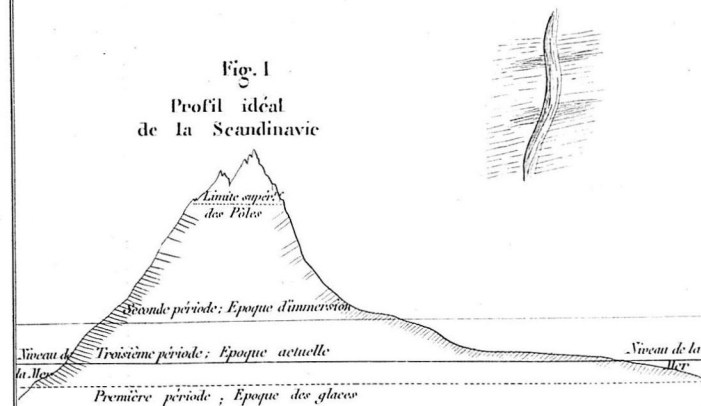 Fig. 1
Profil idéal
de la Scandinavie
Limite supérre
des Pôles
Seconde période; Epoque d'immersion
Niveau de la Mer
Troisième période; Epoque actuelle
Niveau de la Mer
Première période; Epoque des glaces